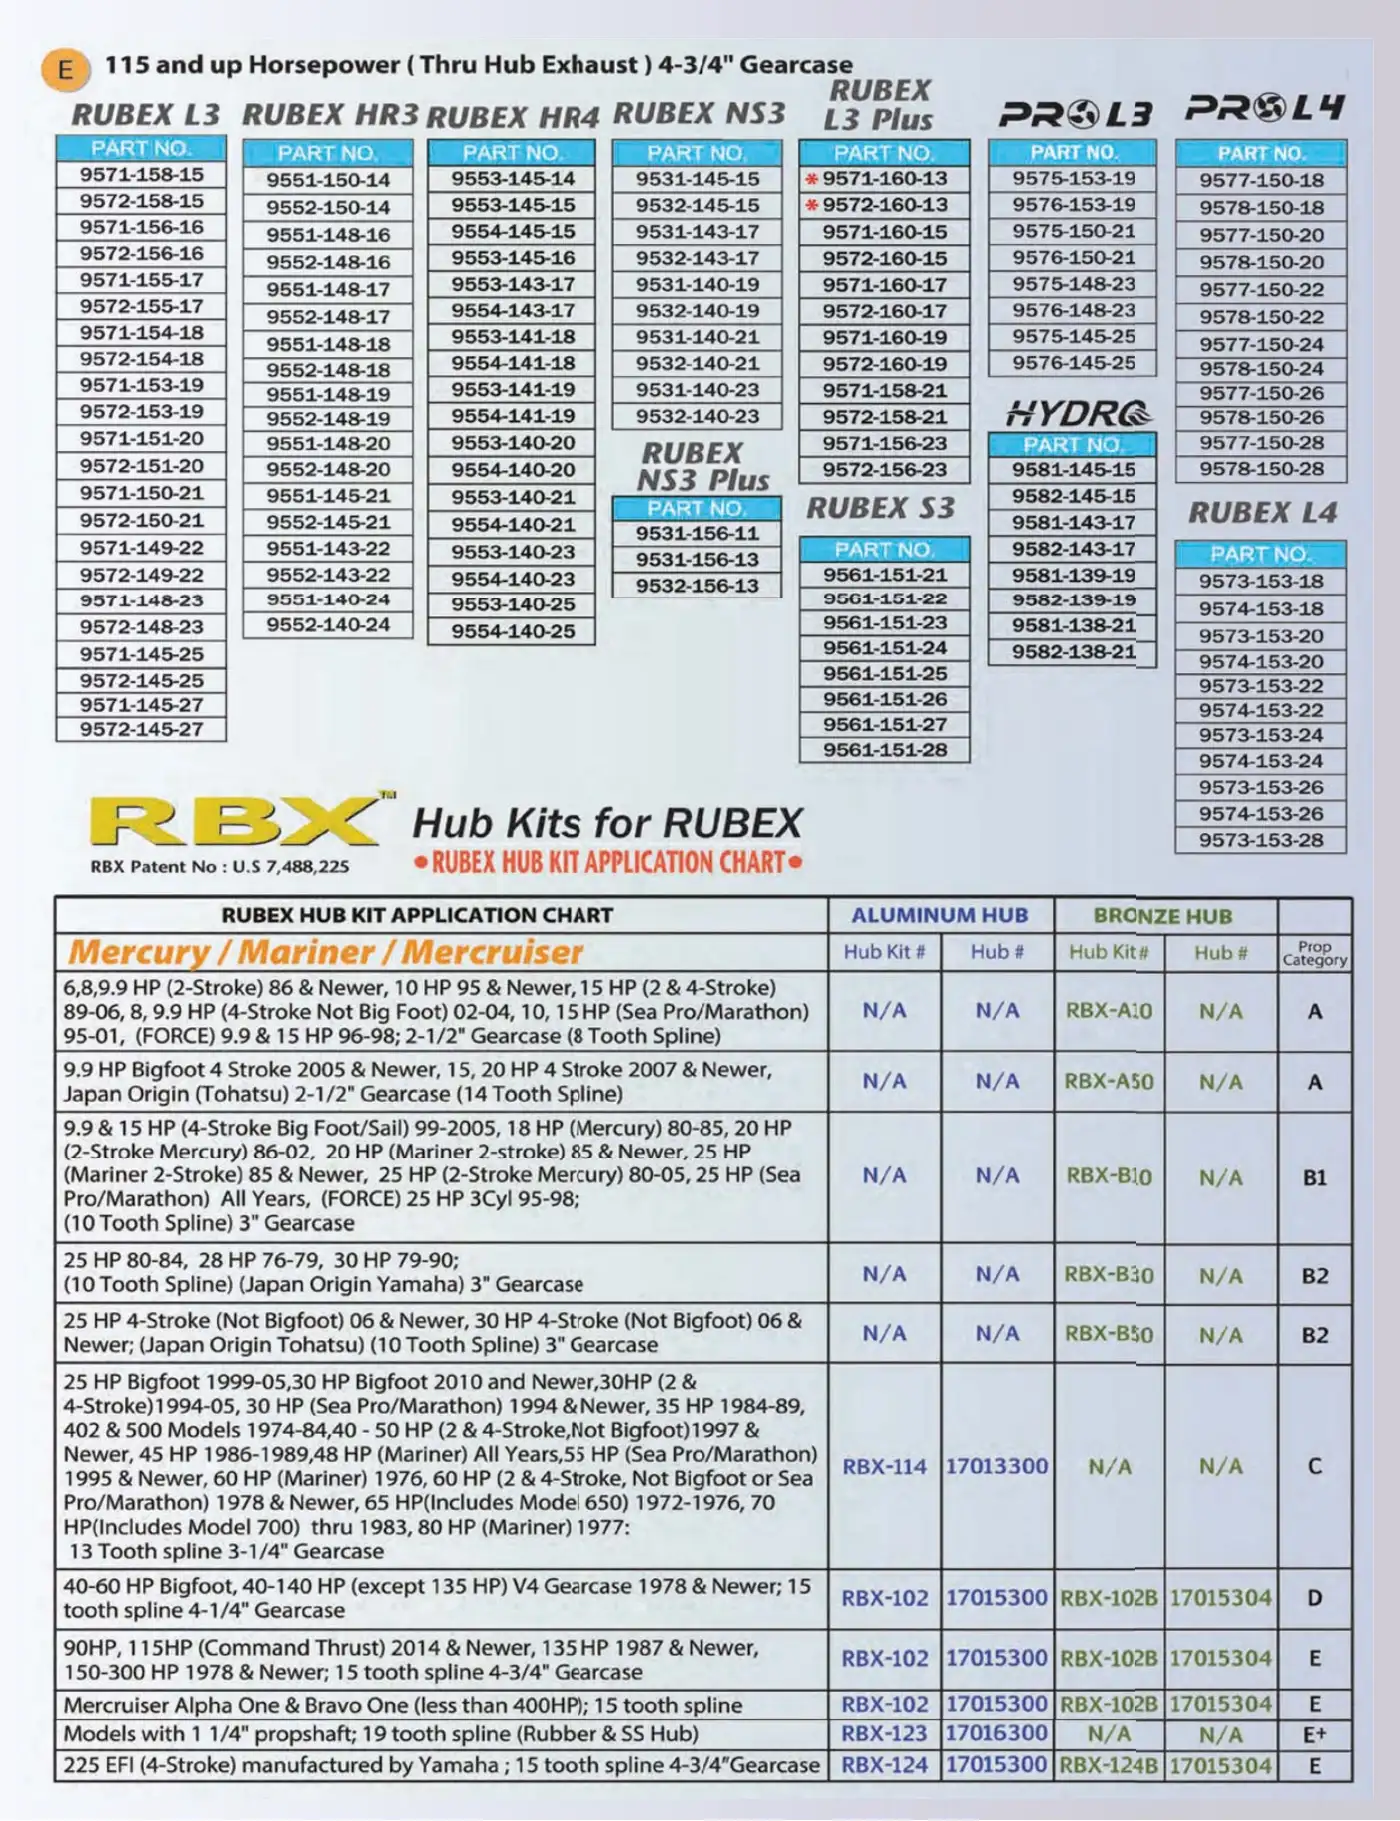 E 115 and up Horsepower ( Thru Hub Exhaust ) 4-3/4" Gearcase
RUBEX L3
PART NO.
9571-158-15
9572-158-15
9571-156-16
9572-156-16
9571-155-17
9572-155-17
9571-154-18
9572-154-18
9571-153-19
9572-153-19
9571-151-20
9572-151-20
9571-150-21
9572-150-21
9571-149-22
9572-149-22
9571-148-23
9572-148-23
9571-145-25
9572-145-25
9571-145-27
9572-145-27
RUBEX HR3
PART NO.
9551-150-14
9552-150-14
9551-148-16
9552-148-16
9551-148-17
9552-148-17
9551-148-18
9552-148-18
9551-148-19
9552-148-19
9551-148-20
9552-148-20
9551-145-21
9552-145-21
9551-143-22
9552-143-22
9551-140-24
9552-140-24
RUBEX HR4
PART NO.
9553-145-14
9553-145-15
9554-145-15
9553-145-16
9553-143-17
9554-143-17
9553-141-18
9554-141-18
9553-141-19
9554-141-19
9553-140-20
9554-140-20
9553-140-21
9554-140-21
9553-140-23
9554-140-23
9553-140-25
9554-140-25
RUBEX NS3
PART NO.
9531-145-15
9532-145-15
9531-143-17
9532-143-17
9531-140-19
9532-140-19
9531-140-21
9532-140-21
9531-140-23
9532-140-23
RUBEX
NS3 Plus
PART NO.
9531-156-11
9531-156-13
9532-156-13
RUBEX
L3 Plus
PART NO.
*9571-160-13
*9572-160-13
9571-160-15
9572-160-15
9571-160-17
9572-160-17
9571-160-19
9572-160-19
9571-158-21
9572-158-21
9571-156-23
9572-156-23
RUBEX S3
PART NO.
9561-151-21
9561-151-22
9561-151-23
9561-151-24
9561-151-25
9561-151-26
9561-151-27
9561-151-28
PRO L3
PART NO.
9575-153-19
9576-153-19
9575-150-21
9576-150-21
9575-148-23
9576-148-23
9575-145-25
9576-145-25
HYDRO
PART NO.
9581-145-15
9582-145-15
9581-143-17
9582-143-17
9581-139-19
9582-139-19
9581-138-21
9582-138-21
PRO L4
PART NO.
9577-150-18
9578-150-18
9577-150-20
9578-150-20
9577-150-22
9578-150-22
9577-150-24
9578-150-24
9577-150-26
9578-150-26
9577-150-28
9578-150-28
RUBEX L4
PART NO.
9573-153-18
9574-153-18
9573-153-20
9574-153-20
9573-153-22
9574-153-22
9573-153-24
9574-153-24
9573-153-26
9574-153-26
9573-153-28
RBX™ Hub Kits for RUBEX
RBX Patent No : U.S 7,488,225
•RUBEX HUB KIT APPLICATION CHART•
RUBEX HUB KIT APPLICATION CHART ALUMINUM HUB BRONZE HUB
Mercury / Mariner / Mercruiser Hub Kit # Hub # Hub Kit# Hub # Prop Category
6,8,9.9 HP (2-Stroke) 86 & Newer, 10 HP 95 & Newer, 15 HP (2 & 4-Stroke)
89-06, 8, 9.9 HP (4-Stroke Not Big Foot) 02-04, 10, 15 HP (Sea Pro/Marathon)
95-01, (FORCE) 9.9 & 15 HP 96-98; 2-1/2" Gearcase (8 Tooth Spline)
N/A N/A RBX-A10 N/A A
9.9 HP Bigfoot 4 Stroke 2005 & Newer, 15, 20 HP 4 Stroke 2007 & Newer,
Japan Origin (Tohatsu) 2-1/2" Gearcase (14 Tooth Spline)
N/A N/A RBX-A50 N/A A
9.9 & 15 HP (4-Stroke Big Foot/Sail) 99-2005, 18 HP (Mercury) 80-85, 20 HP
(2-Stroke Mercury) 86-02, 20 HP (Mariner 2-stroke) 85 & Newer, 25 HP
(Mariner 2-Stroke) 85 & Newer, 25 HP (2-Stroke Mercury) 80-05, 25 HP (Sea
Pro/Marathon) All Years, (FORCE) 25 HP 3Cyl 95-98;
(10 Tooth Spline) 3" Gearcase
N/A N/A RBX-B10 N/A B1
25 HP 80-84, 28 HP 76-79, 30 HP 79-90;
(10 Tooth Spline) (Japan Origin Yamaha) 3" Gearcase
N/A N/A RBX-B30 N/A B2
25 HP 4-Stroke (Not Bigfoot) 06 & Newer, 30 HP 4-Stroke (Not Bigfoot) 06 &
Newer; (Japan Origin Tohatsu) (10 Tooth Spline) 3" Gearcase
N/A N/A RBX-B50 N/A B2
25 HP Bigfoot 1999-05,30 HP Bigfoot 2010 and Newer,30HP (2 &
4-Stroke)1994-05, 30 HP (Sea Pro/Marathon) 1994 & Newer, 35 HP 1984-89,
402 & 500 Models 1974-84,40 - 50 HP (2 & 4-Stroke,Not Bigfoot)1997 &
Newer, 45 HP 1986-1989,48 HP (Mariner) All Years,55 HP (Sea Pro/Marathon)
1995 & Newer, 60 HP (Mariner) 1976, 60 HP (2 & 4-Stroke, Not Bigfoot or Sea
Pro/Marathon) 1978 & Newer, 65 HP(Includes Model 650) 1972-1976, 70
HP(Includes Model 700) thru 1983, 80 HP (Mariner) 1977:
13 Tooth spline 3-1/4" Gearcase
RBX-114 17013300 N/A N/A C
40-60 HP Bigfoot, 40-140 HP (except 135 HP) V4 Gearcase 1978 & Newer; 15
tooth spline 4-1/4" Gearcase
RBX-102 17015300 RBX-102B 17015304 D
90HP, 115HP (Command Thrust) 2014 & Newer, 135HP 1987 & Newer,
150-300 HP 1978 & Newer; 15 tooth spline 4-3/4" Gearcase
RBX-102 17015300 RBX-102B 17015304 E
Mercruiser Alpha One & Bravo One (less than 400HP); 15 tooth spline RBX-102 17015300 RBX-102B 17015304 E
Models with 1 1/4" propshaft; 19 tooth spline (Rubber & SS Hub) RBX-123 17016300 N/A N/A E+
225 EFI (4-Stroke) manufactured by Yamaha ; 15 tooth spline 4-3/4"Gearcase RBX-124 17015300 RBX-124B 17015304 E